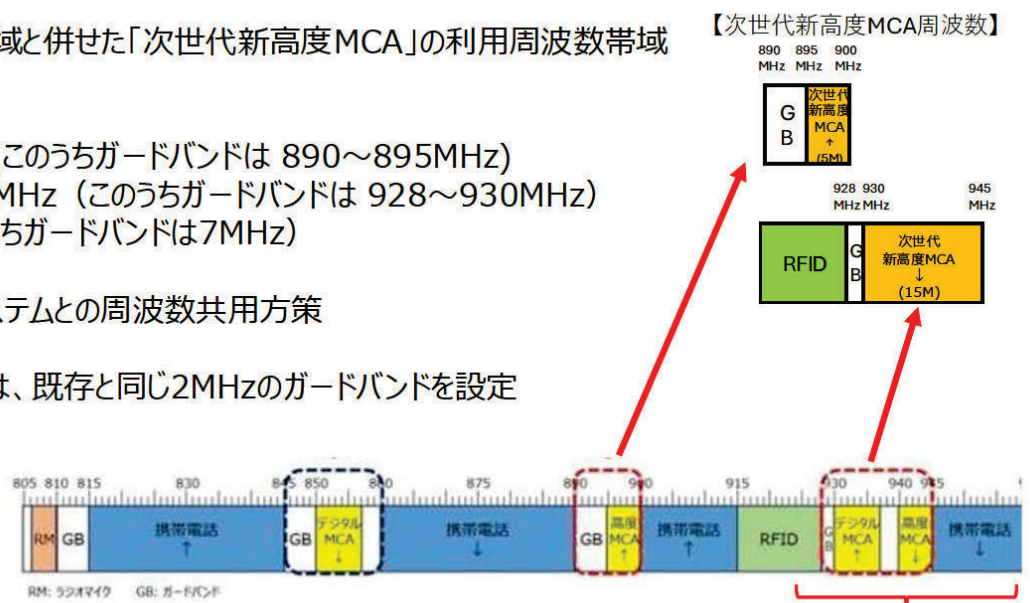 域と併せた「次世代新高度MCA」の利用周波数帯域
このうちガードバンドは 890~895MHz)
MHz（このうちガードバンドは 928~930MHz）
ちガードバンドは7MHz）
ステムとの周波数共用方策
は、既存と同じ2MHzのガードバンドを設定
【次世代新高度MCA周波数】
890 895 900
MHz MHz MHz
GB
次世代
新高度
MCA
↑
(5M)
928 930 945
MHz MHz MHz
RFID
GB
次世代
新高度MCA
↓
(15M)
805 810 815 830 845 850 860 875 890 900 915 930 940 945
RM GB 携帯電話 ↑ GB デジタル MCA ↓ 携帯電話 ↓ GB 高度 MCA ↑ 携帯電話 ↑ RFID GB デジタル MCA ↑ 高度 MCA ↓ 携帯電話 ↓
RM: ラジオマイク GB: ガードバンド